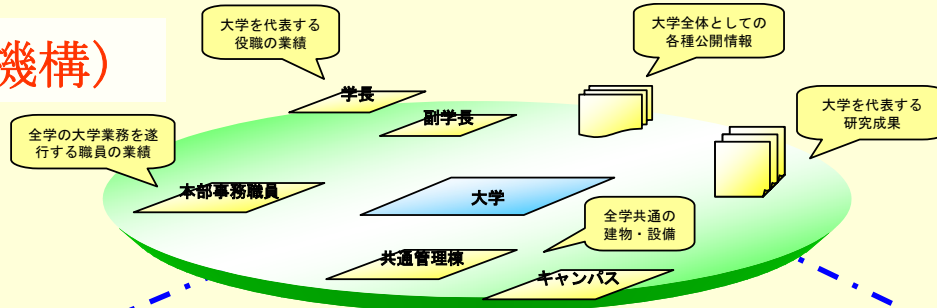 機構)
大学を代表する
役職の業績
大学全体としての
各種公開情報
大学を代表する
研究成果
全学の大学業務を遂
行する職員の業績
学長
副学長
本部事務職員
大学
全学共通の
建物・設備
共通管理棟
キャンパス